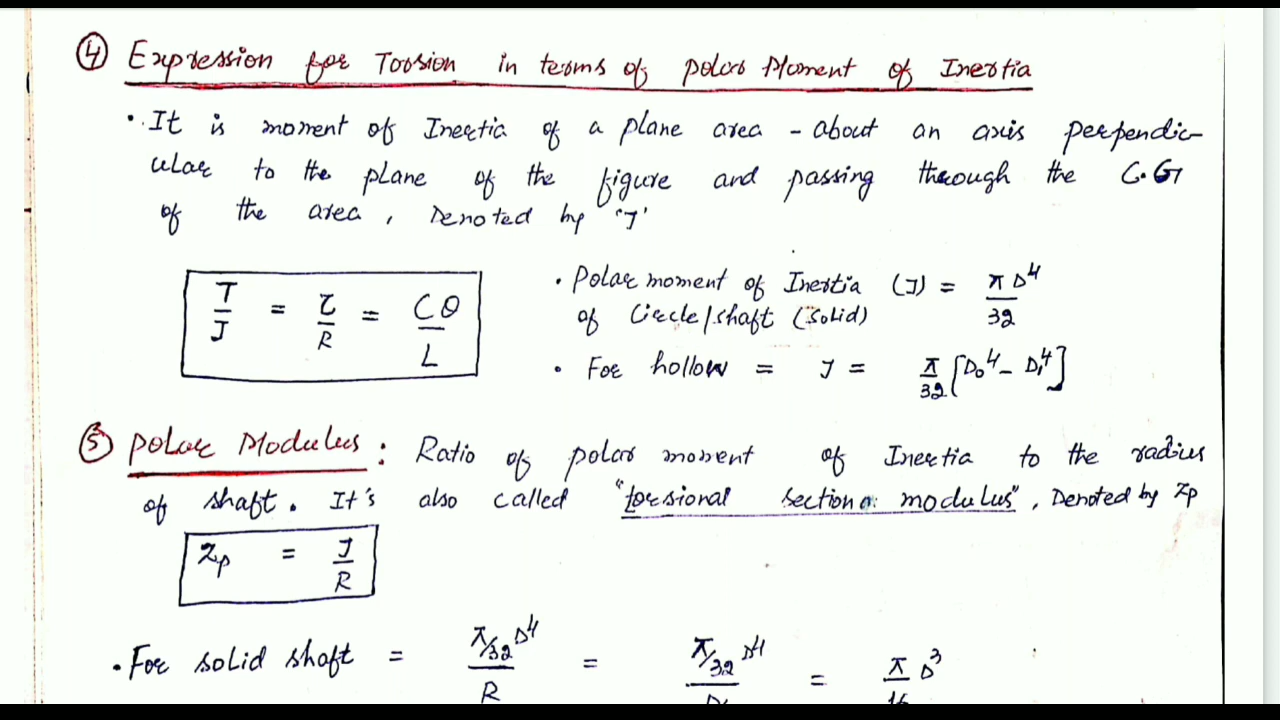 ④ Expression for Torsion in terms of polar Moment of Inertia
• It is moment of Inertia of a plane area - about an axis perpendic-
ular to the plane of the figure and passing through the C.G
of the area, Denoted by 'J'
T/J = τ/R = Cθ/L
• Polar moment of Inertia (J) = πD⁴/32
of Circle/shaft (solid)
• For hollow = J = π/32 [D₀⁴ - Dᵢ⁴]
⑤ Polar Modulus : Ratio of polar moment of Inertia to the radius
of shaft. It's also called "torsional section modulus", Denoted by Zp
Zp = J/R
• For solid shaft = π/32 D⁴ / R = π/32 D⁴ / = π/16 D³